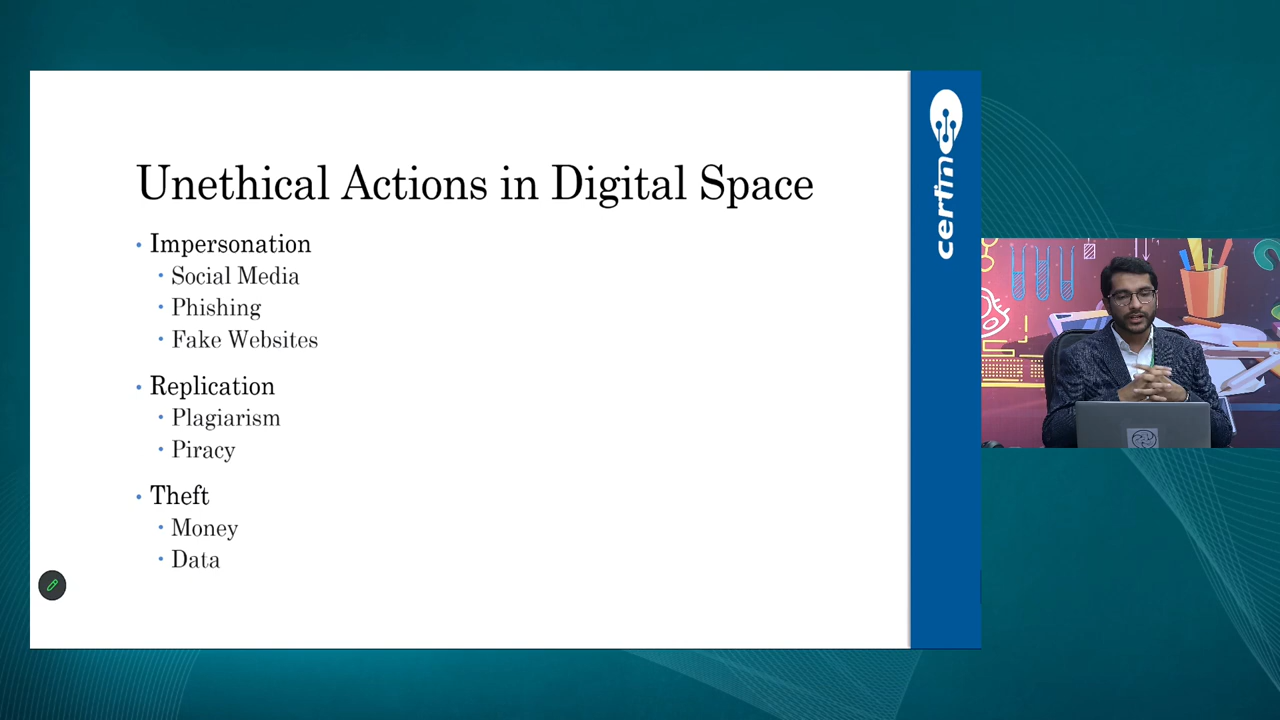 Unethical Actions in Digital Space
• Impersonation
• Social Media
• Phishing
• Fake Websites
• Replication
• Plagiarism
• Piracy
• Theft
• Money
• Data
certin